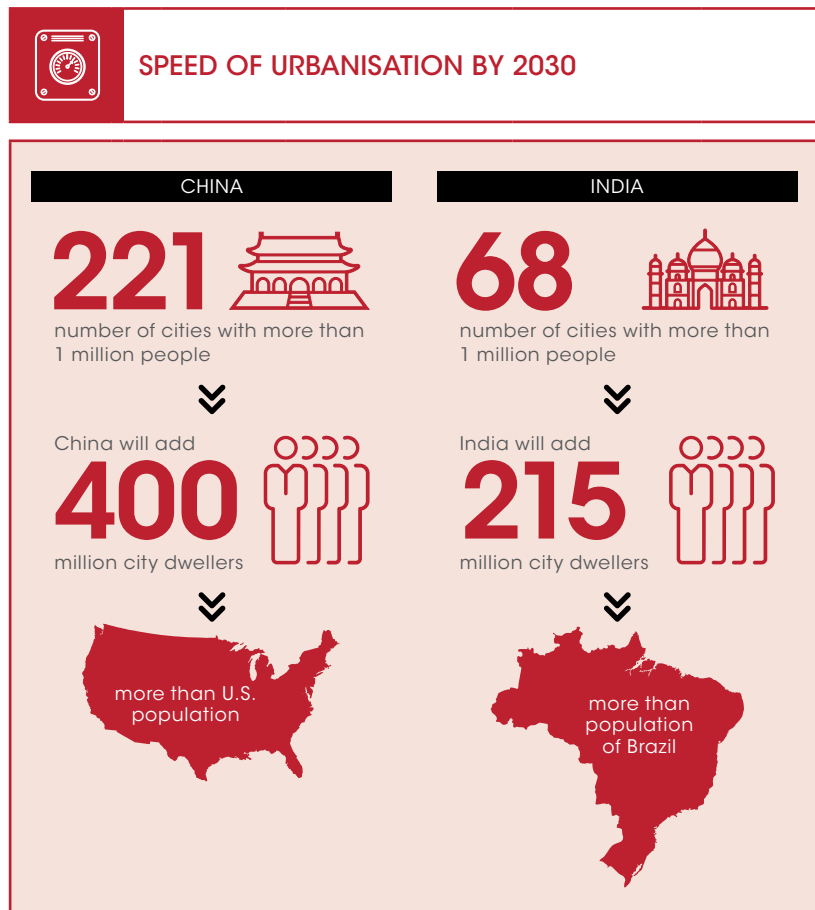 SPEED OF URBANISATION BY 2030
CHINA
221
number of cities with more than
1 million people
China will add
400
million city dwellers
more than U.S.
population
INDIA
68
number of cities with more than
1 million people
India will add
215
million city dwellers
more than
population
of Brazil